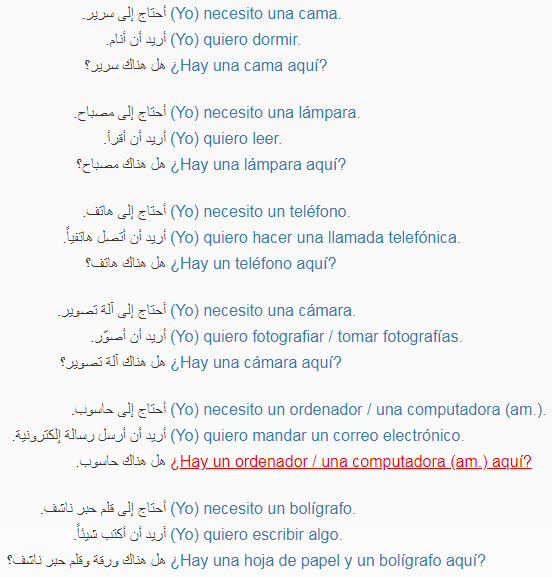 أحتاج إلى سرير. (Yo) necesito una cama.
أريد أن أنام. (Yo) quiero dormir.
هل هناك سرير؟ ¿Hay una cama aquí?
أحتاج إلى مصباح. (Yo) necesito una lámpara.
أريد أن أقرأ. (Yo) quiero leer.
هل هناك مصباح؟ ¿Hay una lámpara aquí?
أحتاج إلى هاتف. (Yo) necesito un teléfono.
أريد أن أتصل هاتفياً. (Yo) quiero hacer una llamada telefónica.
هل هناك هاتف؟ ¿Hay un teléfono aquí?
أحتاج إلى آلة تصوير. (Yo) necesito una cámara.
أريد أن أصوّر. (Yo) quiero fotografiar / tomar fotografías.
هل هناك آلة تصوير؟ ¿Hay una cámara aquí?
أحتاج إلى حاسوب. (Yo) necesito un ordenador / una computadora (am.).
أريد أن أرسل رسالة إلكترونية. (Yo) quiero mandar un correo electrónico.
هل هناك حاسوب. ¿Hay un ordenador / una computadora (am.) aquí?
أحتاج إلى قلم حبر ناشف. (Yo) necesito un bolígrafo.
أريد أن أكتب شيئاً. (Yo) quiero escribir algo.
هل هناك ورقة وقلم حبر ناشف؟ ¿Hay una hoja de papel y un bolígrafo aquí?